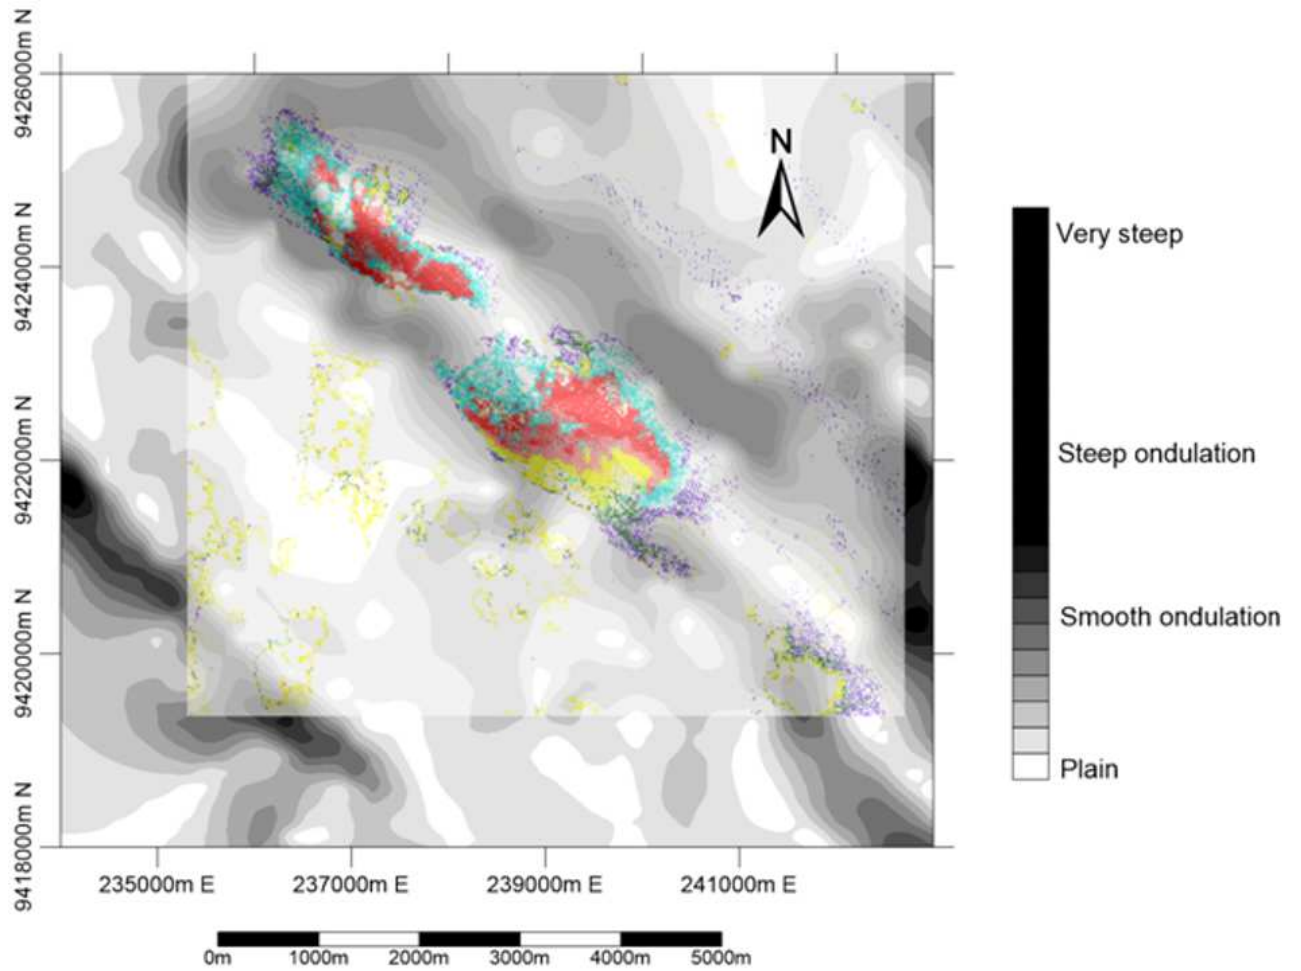 9426000m N
9424000m N
9422000m N
9420000m N
9418000m N
N
Very steep
Steep ondulation
Smooth ondulation
Plain
235000m E
237000m E
239000m E
241000m E
0m
1000m
2000m
3000m
4000m
5000m